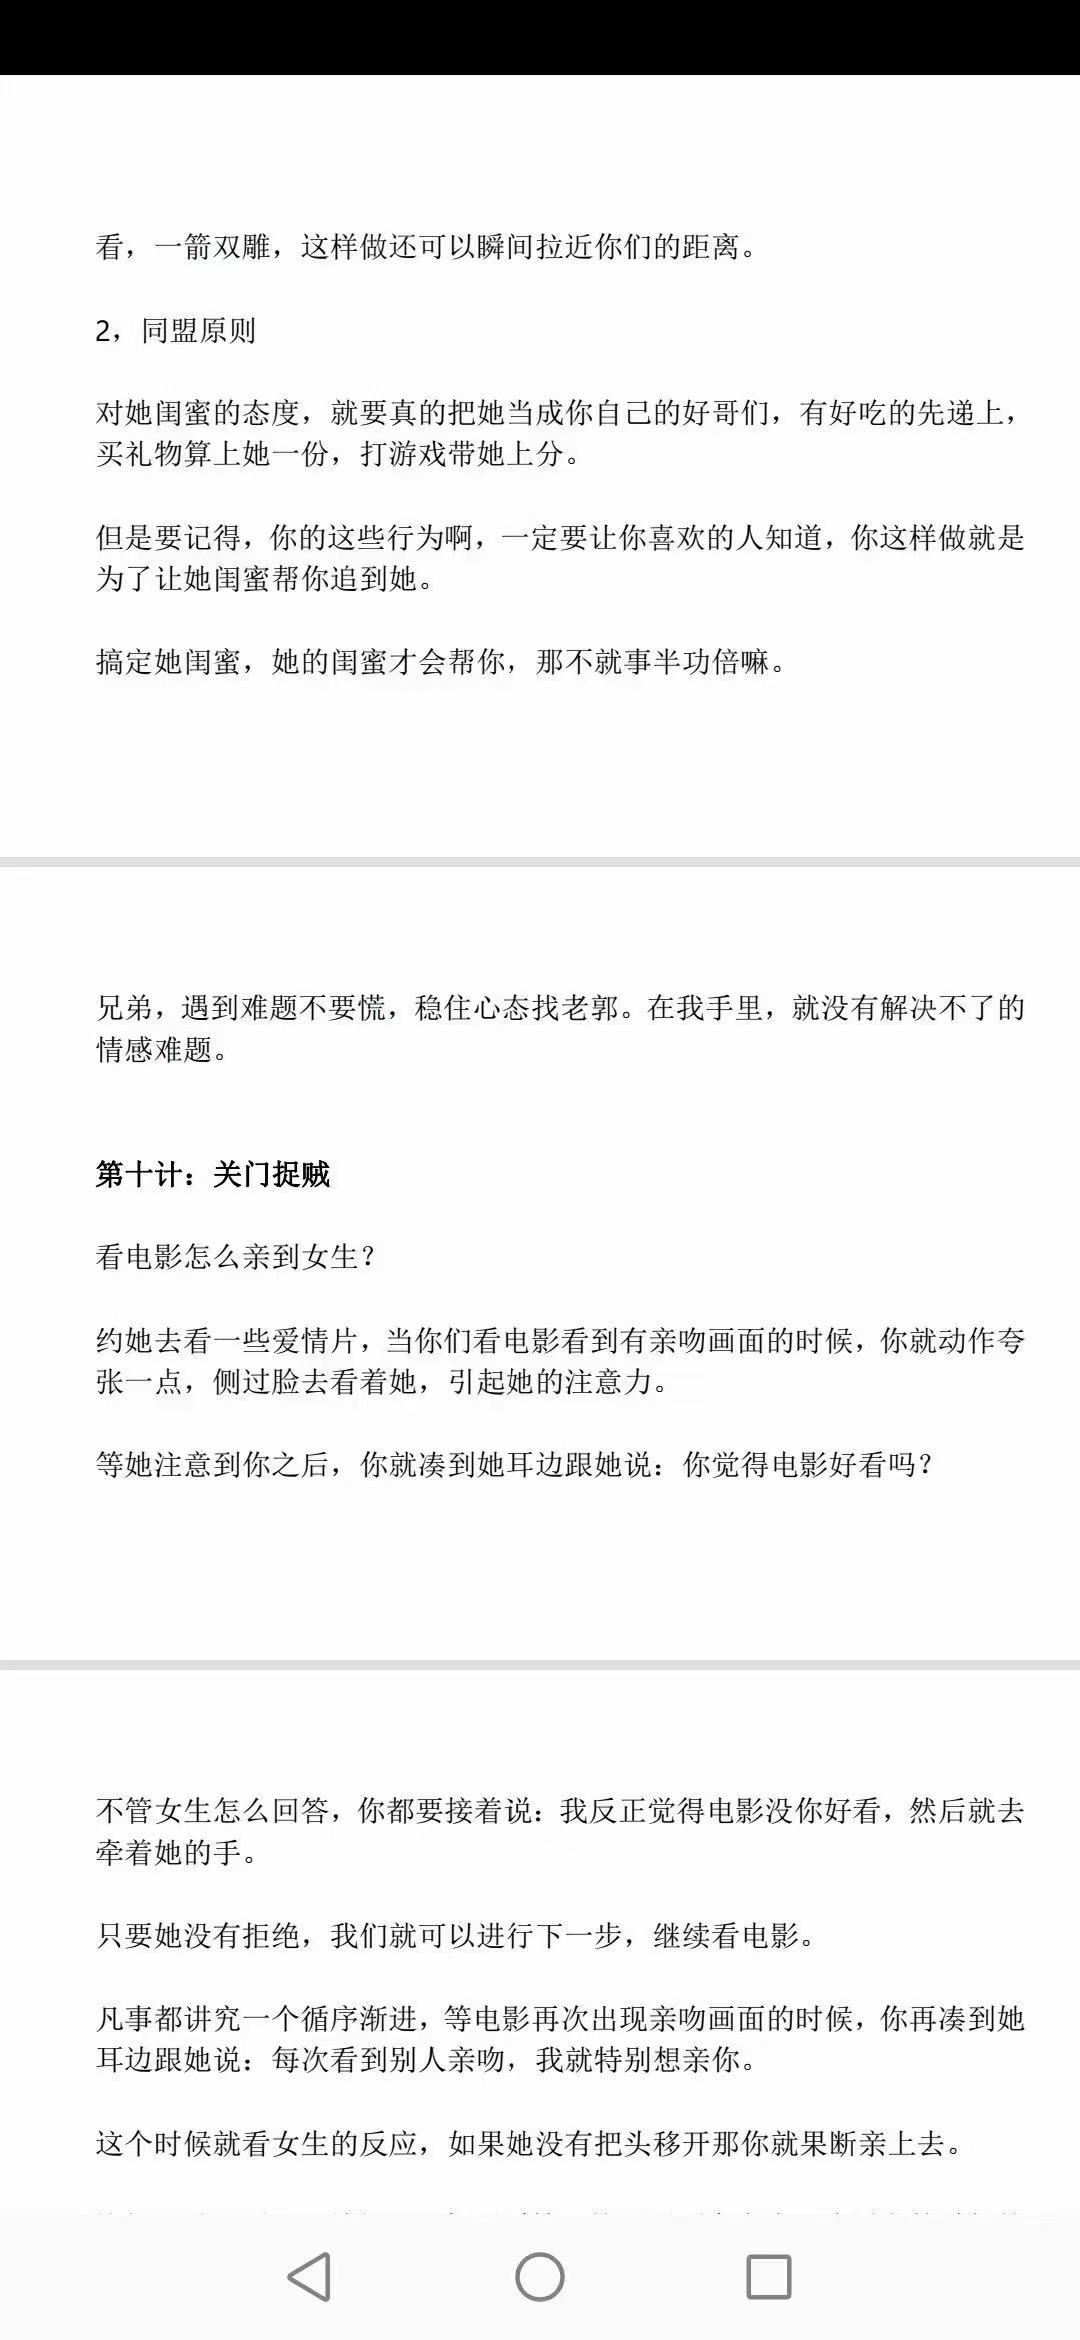 看，一箭双雕，这样做还可以瞬间拉近你们的距离。
2，同盟原则
对她闺蜜的态度，就要真的把她当成你自己的好哥们，有好吃的先递上，
买礼物算上她一份，打游戏带她上分。
但是要记得，你的这些行为啊，一定要让你喜欢的人知道，你这样做就是
为了让她闺蜜帮你追到她。
搞定她闺蜜，她的闺蜜才会帮你，那不就事半功倍嘛。
兄弟，遇到难题不要慌，稳住心态找老郭。在我手里，就没有解决不了的
情感难题。
第十计：关门捉贼
看电影怎么亲到女生？
约她去看一些爱情片，当你们看电影看到有亲吻画面的时候，你就动作夸
张一点，侧过脸去看着她，引起她的注意力。
等她注意到你之后，你就凑到她耳边跟她说：你觉得电影好看吗？
不管女生怎么回答，你都要接着说：我反正觉得电影没你好看，然后就去
牵着她的手。
只要她没有拒绝，我们就可以进行下一步，继续看电影。
凡事都讲究一个循序渐进，等电影再次出现亲吻画面的时候，你再凑到她
耳边跟她说：每次看到别人亲吻，我就特别想亲你。
这个时候就看女生的反应，如果她没有把头移开那你就果断亲上去。